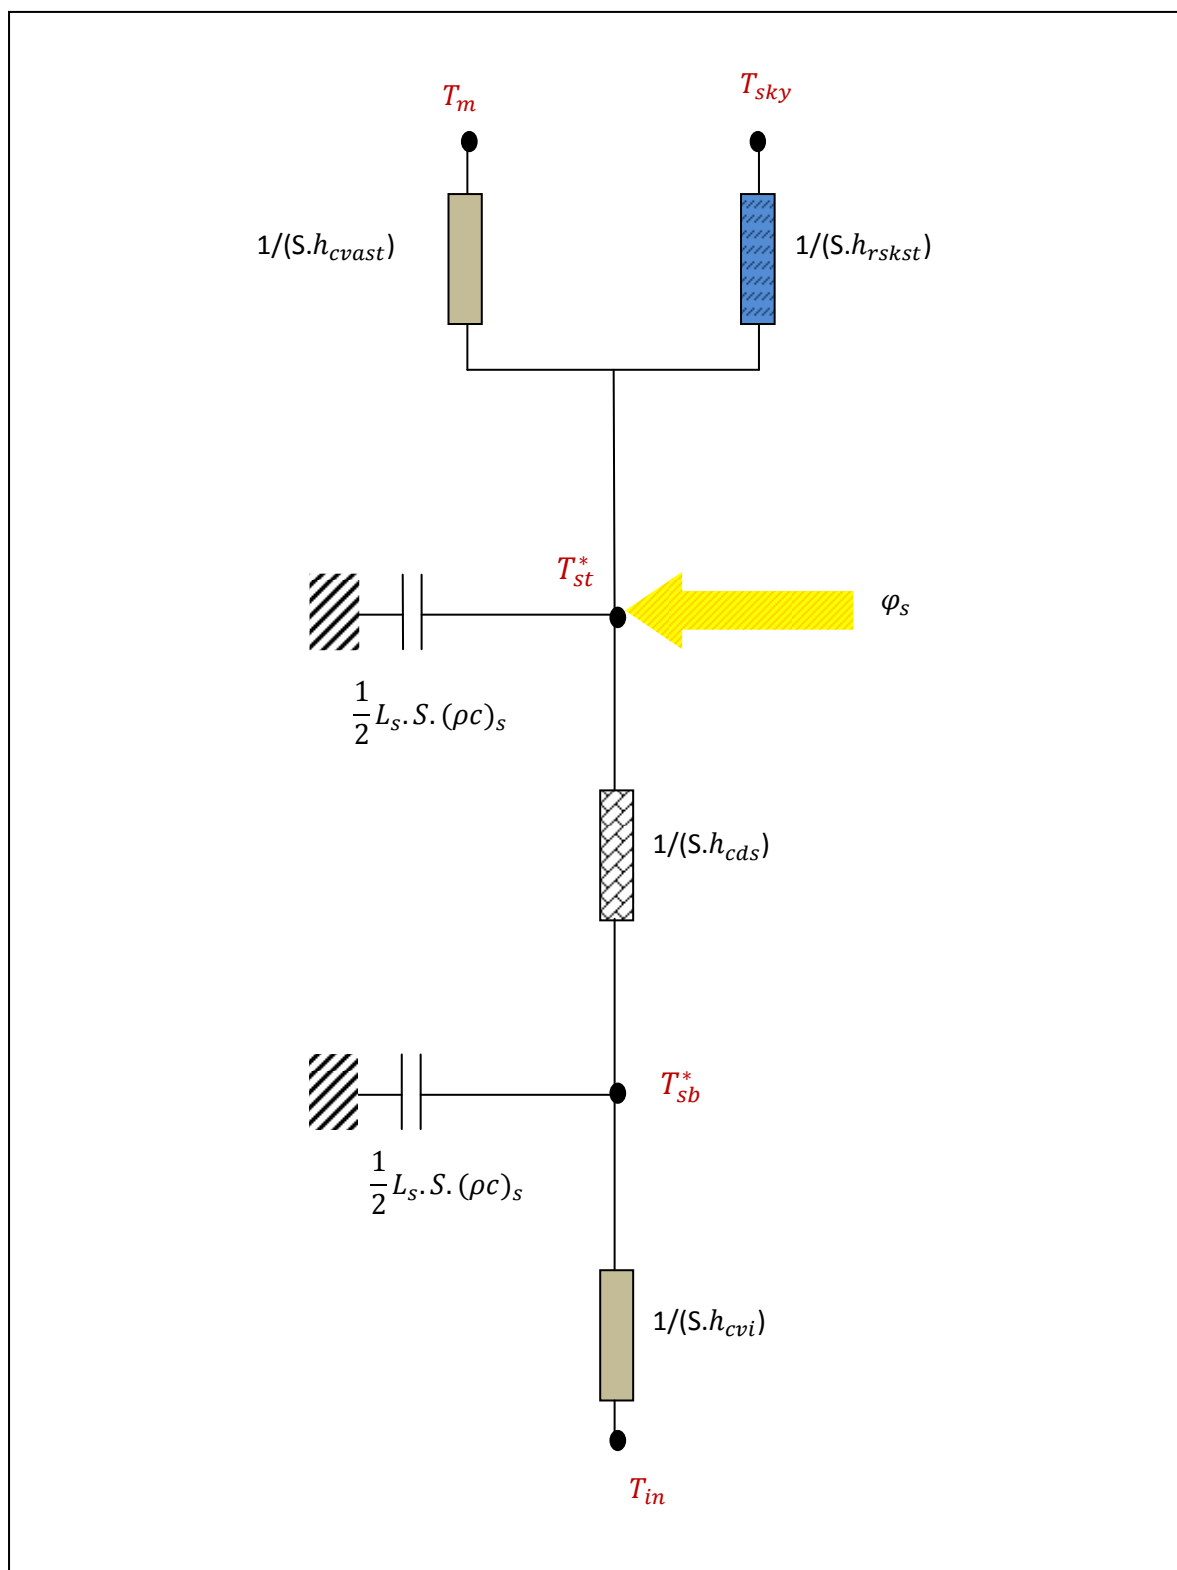 T_m
T_sky
1/(S.h_cvast)
1/(S.h_rskst)
T*_st
φ_s
1/2 L_s.S.(ρc)_s
1/(S.h_cds)
T*_sb
1/2 L_s.S.(ρc)_s
1/(S.h_cvi)
T_in